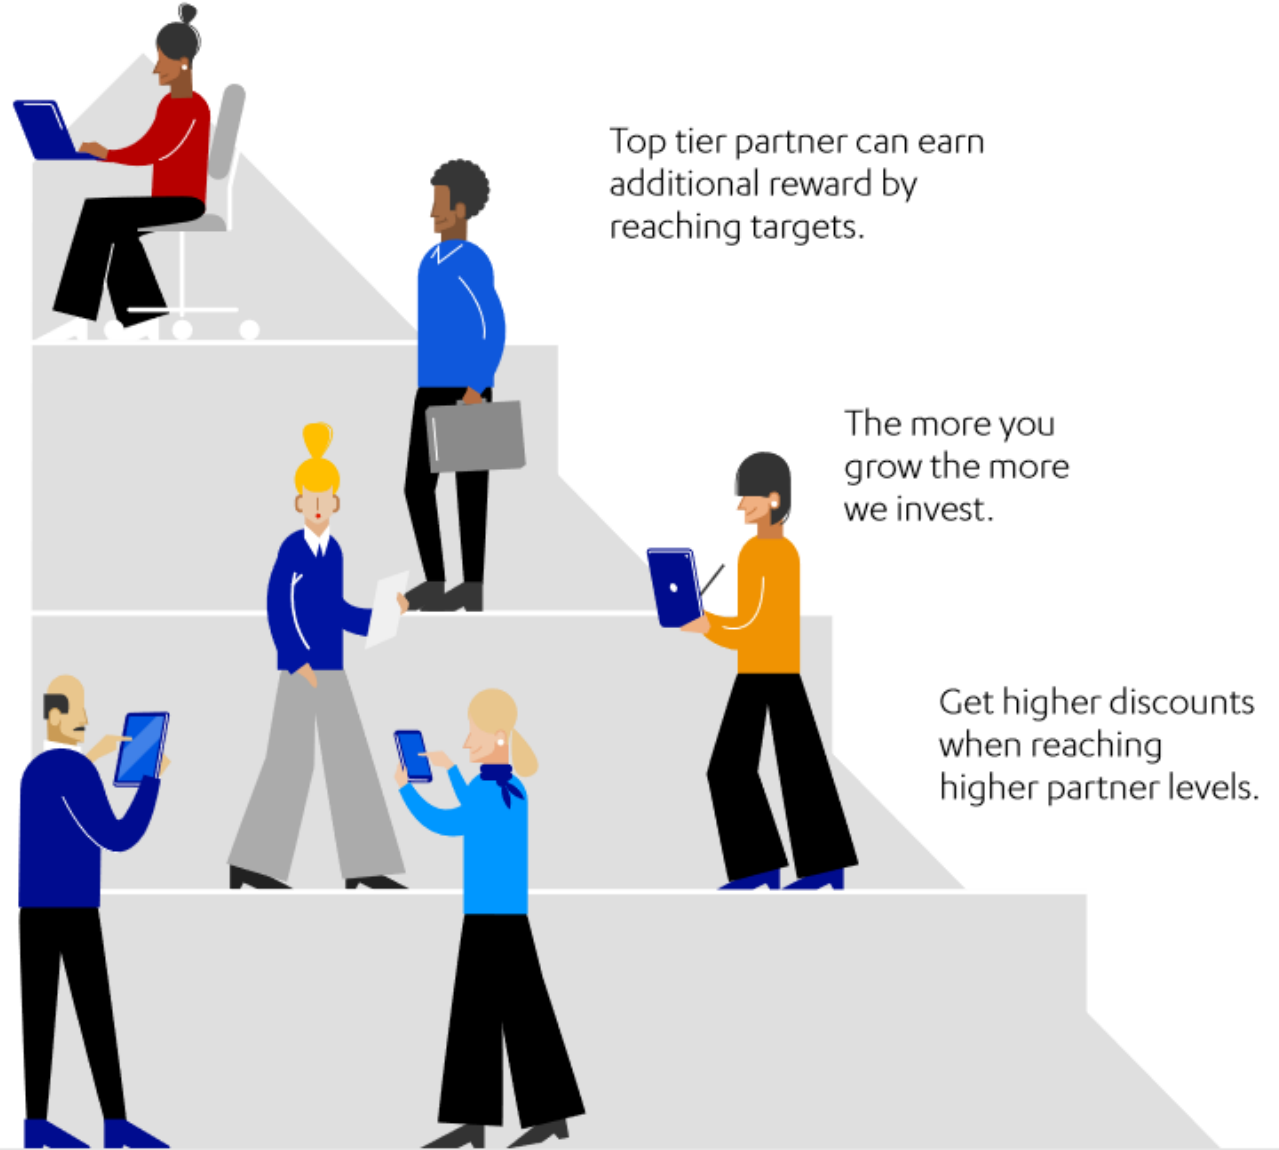 Top tier partner can earn
additional reward by
reaching targets.
The more you
grow the more
we invest.
Get higher discounts
when reaching
higher partner levels.